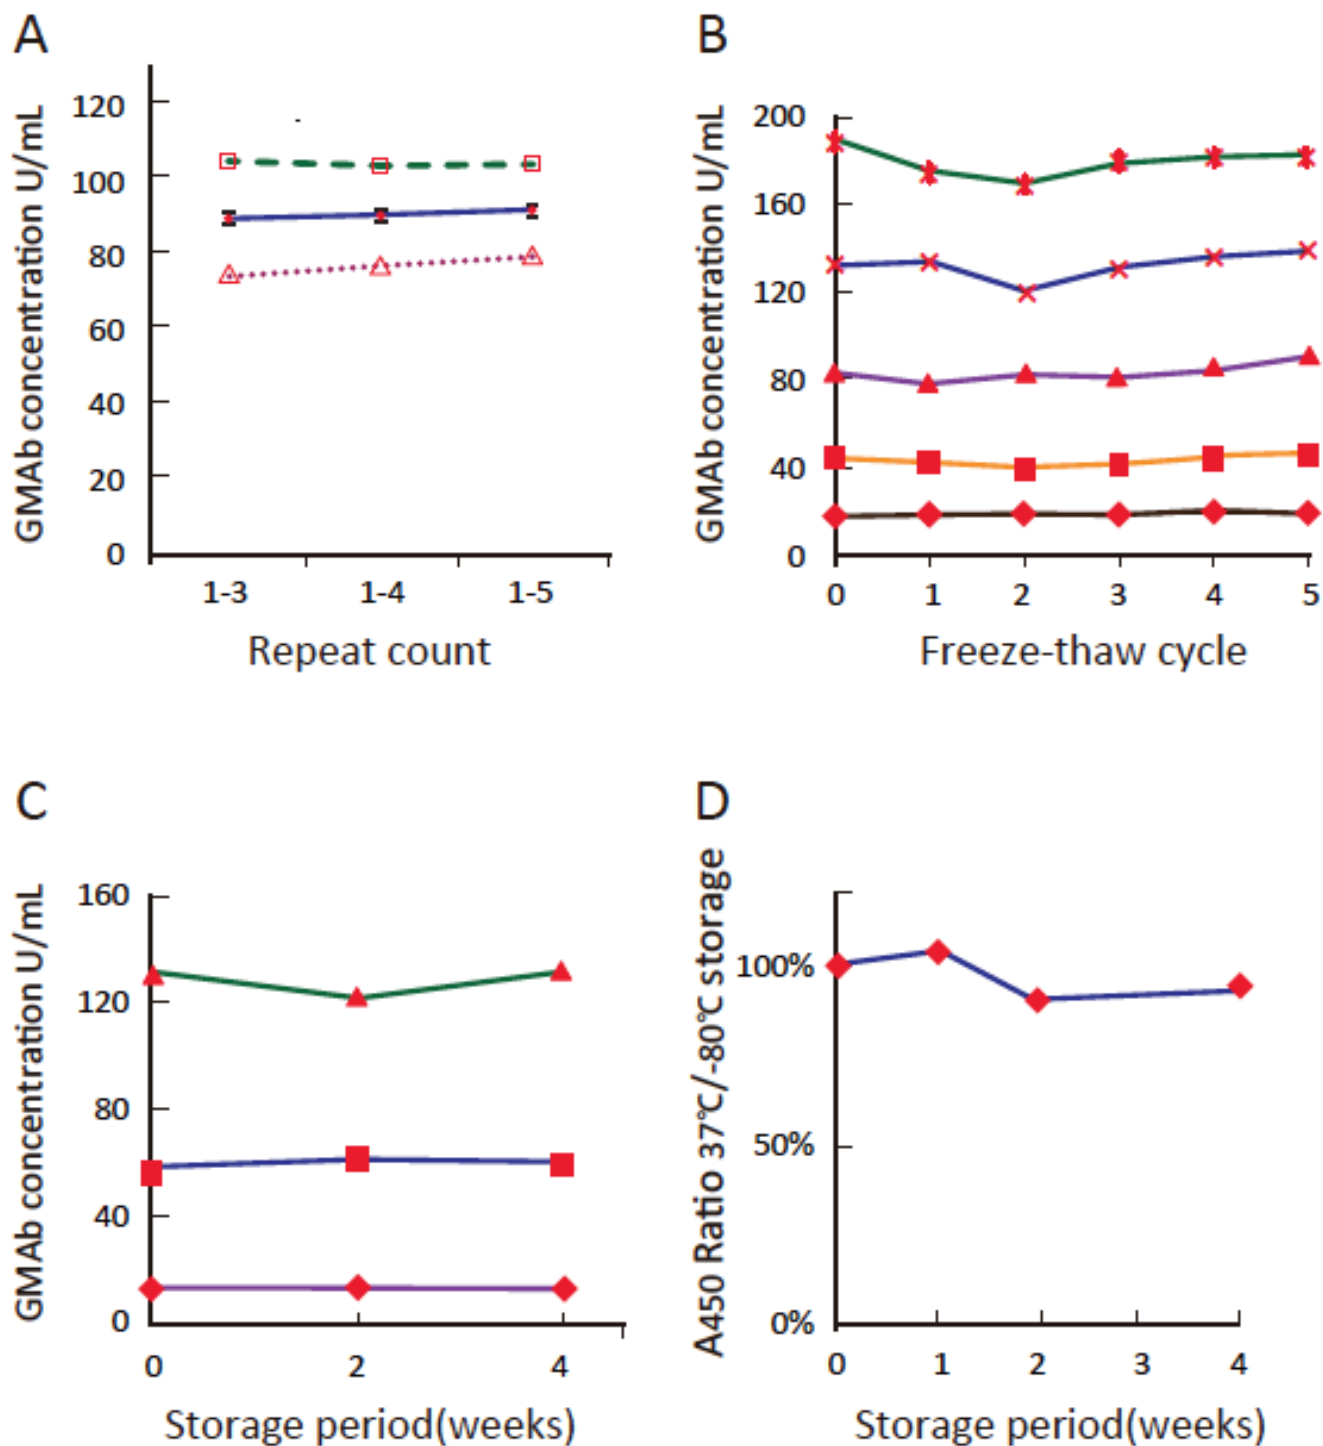 A
GMAb concentration U/mL
120
100
80
60
40
20
0
1-3 1-4 1-5
Repeat count
B
GMAb concentration U/mL
200
160
120
80
40
0
0 1 2 3 4 5
Freeze-thaw cycle
C
GMAb concentration U/mL
160
120
80
40
0
0 2 4
Storage period(weeks)
D
A450 Ratio 37℃/-80℃ storage
100%
50%
0%
0 1 2 3 4
Storage period(weeks)